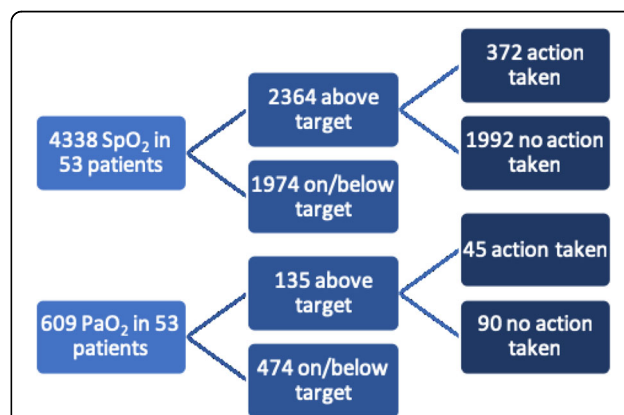 4338 SpO₂ in
53 patients
2364 above
target
1974 on/below
target
372 action
taken
1992 no action
taken
609 PaO₂ in 53
patients
135 above
target
474 on/below
target
45 action taken
90 no action
taken